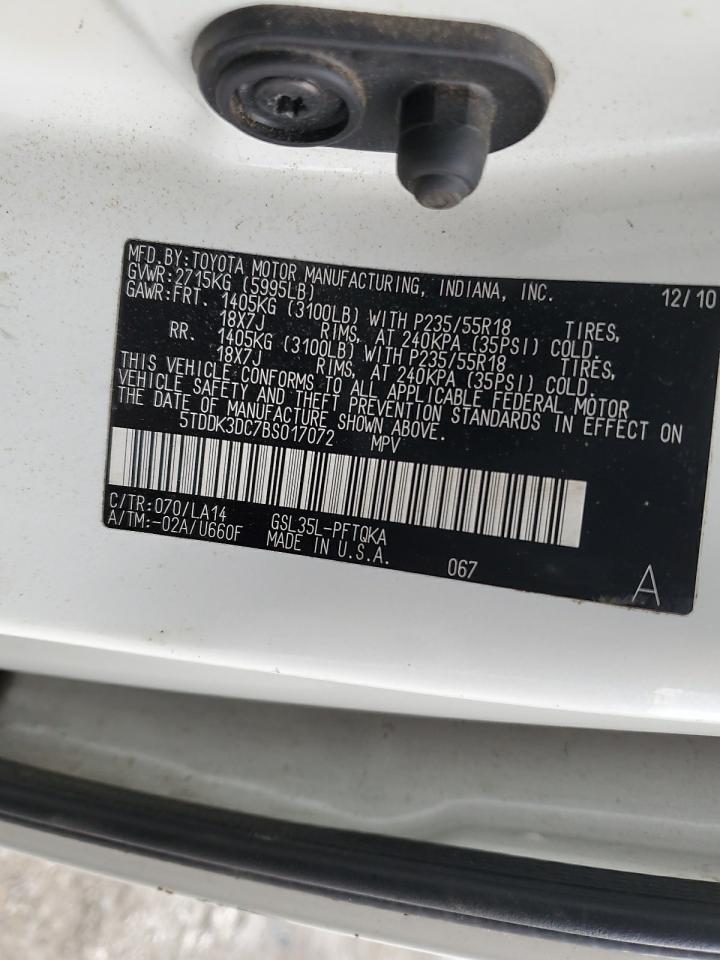 MFD.BY:TOYOTA MOTOR MANUFACTURING, INDIANA, INC. 12/10
GVWR:2715KG (5995LB)
GAWR:FRT. 1405KG (3100LB) WITH P235/55R18 TIRES,
18X7J RIMS, AT 240KPA (35PSI) COLD.
RR. 1405KG (3100LB) WITH P235/55R18 TIRES,
18X7J RIMS, AT 240KPA (35PSI) COLD.
THIS VEHICLE CONFORMS TO ALL APPLICABLE FEDERAL MOTOR
VEHICLE SAFETY AND THEFT PREVENTION STANDARDS IN EFFECT ON
THE DATE OF MANUFACTURE SHOWN ABOVE.
5TDDK3DC7BS017072 MPV
C/TR:070/LA14 GSL35L-PFTQKA
A/TM:-02A/U660F MADE IN U.S.A. 067 A